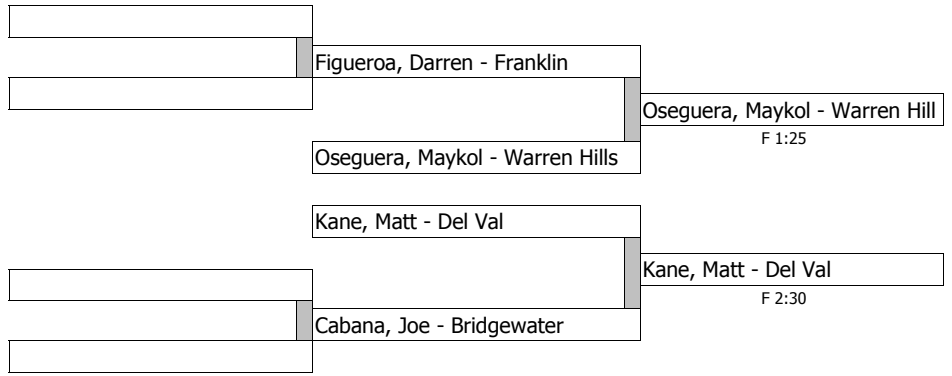 Figueroa, Darren - Franklin
Oseguera, Maykol - Warren Hill
F 1:25
Oseguera, Maykol - Warren Hills
Kane, Matt - Del Val
Kane, Matt - Del Val
F 2:30
Cabana, Joe - Bridgewater